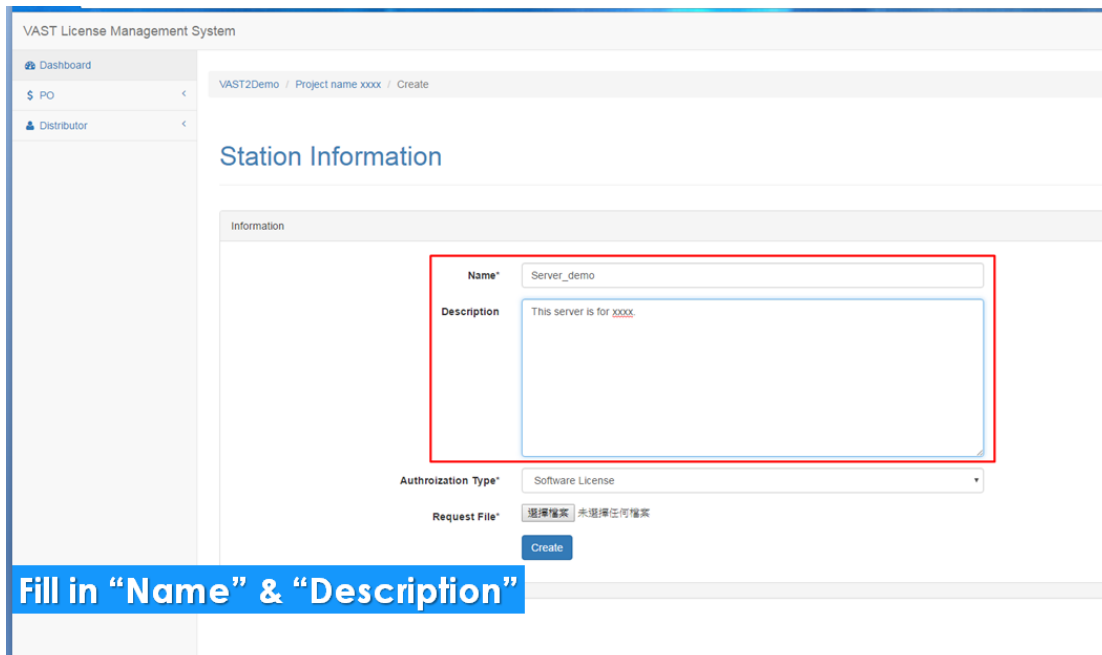 VAST License Management System
Dashboard
$ PO
Distributor
VAST2Demo / Project name xxxx / Create
Station Information
Information
Name* Server_demo
Description This server is for xxxx.
Authroization Type* Software License
Request File* 選擇檔案 未選擇任何檔案
Create
Fill in “Name” & “Description”